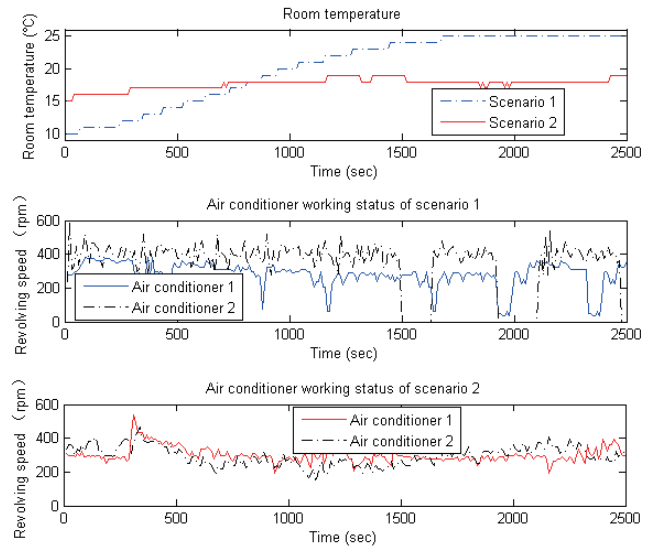 Room temperature
Room temperature (°C)
25
20
15
10
Scenario 1
Scenario 2
0 500 1000 1500 2000 2500
Time (sec)
Air conditioner working status of scenario 1
Revolving speed (rpm)
600
400
200
0
Air conditioner 1
Air conditioner 2
0 500 1000 1500 2000 2500
Time (sec)
Air conditioner working status of scenario 2
Revolving speed (rpm)
600
400
200
0
Air conditioner 1
Air conditioner 2
0 500 1000 1500 2000 2500
Time (sec)